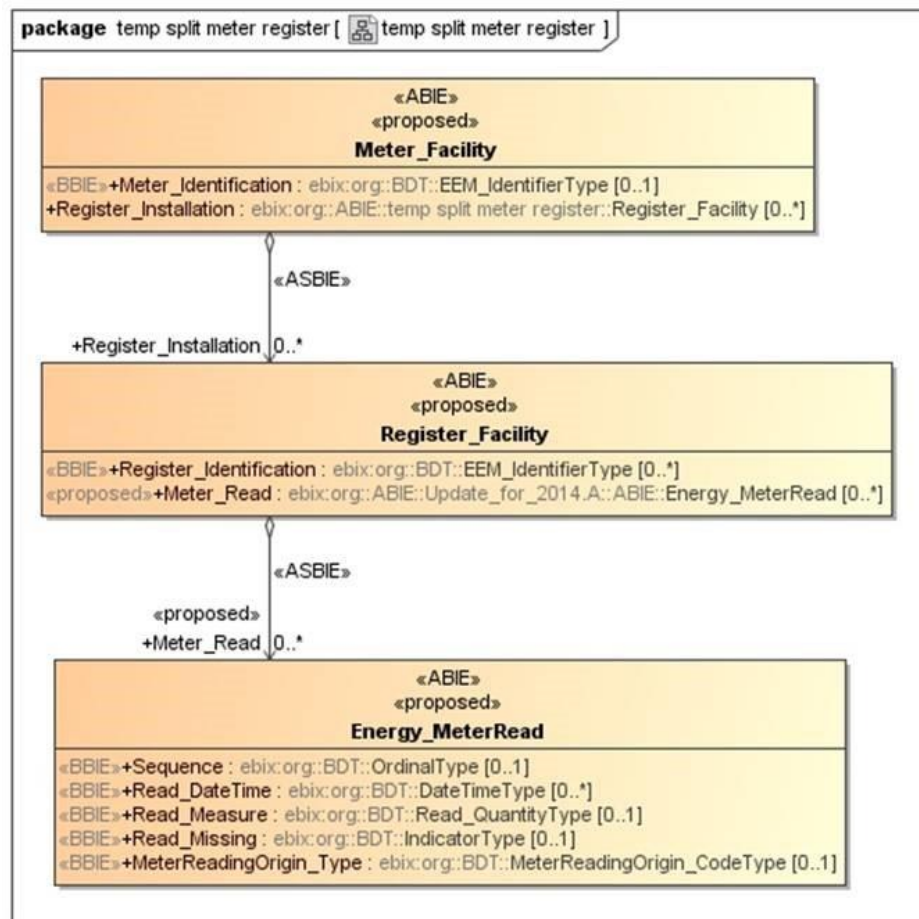 package temp split meter register [ temp split meter register ]
«ABIE»
«proposed»
Meter_Facility
«BBIE»+Meter_Identification : ebix:org::BDT::EEM_IdentifierType [0..1]
+Register_Installation : ebix:org::ABIE::temp split meter register::Register_Facility [0..*]
«ASBIE»
+Register_Installation 0..*
«ABIE»
«proposed»
Register_Facility
«BBIE»+Register_Identification : ebix:org::BDT::EEM_IdentifierType [0..*]
«proposed»+Meter_Read : ebix:org::ABIE::Update_for_2014.A::ABIE::Energy_MeterRead [0..*]
«ASBIE»
«proposed»
+Meter_Read 0..*
«ABIE»
«proposed»
Energy_MeterRead
«BBIE»+Sequence : ebix:org::BDT::OrdinalType [0..1]
«BBIE»+Read_DateTime : ebix:org::BDT::DateTimeType [0..*]
«BBIE»+Read_Measure : ebix:org::BDT::Read_QuantityType [0..1]
«BBIE»+Read_Missing : ebix:org::BDT::IndicatorType [0..1]
«BBIE»+MeterReadingOrigin_Type : ebix:org::BDT::MeterReadingOrigin_CodeType [0..1]